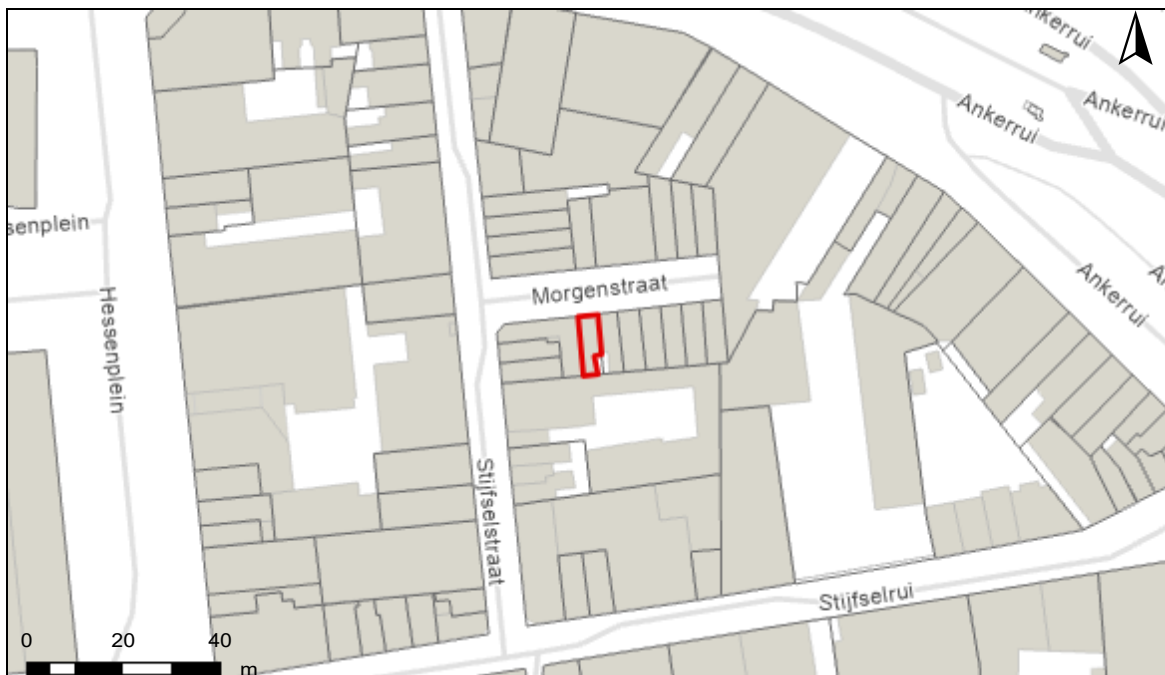 Ankerrui
Ankerrui
Ankerrui
senplein
Morgenstraat
Ankerrui
Hessenplein
Stijfselstraat
Stijfselrui
0 20 40
m